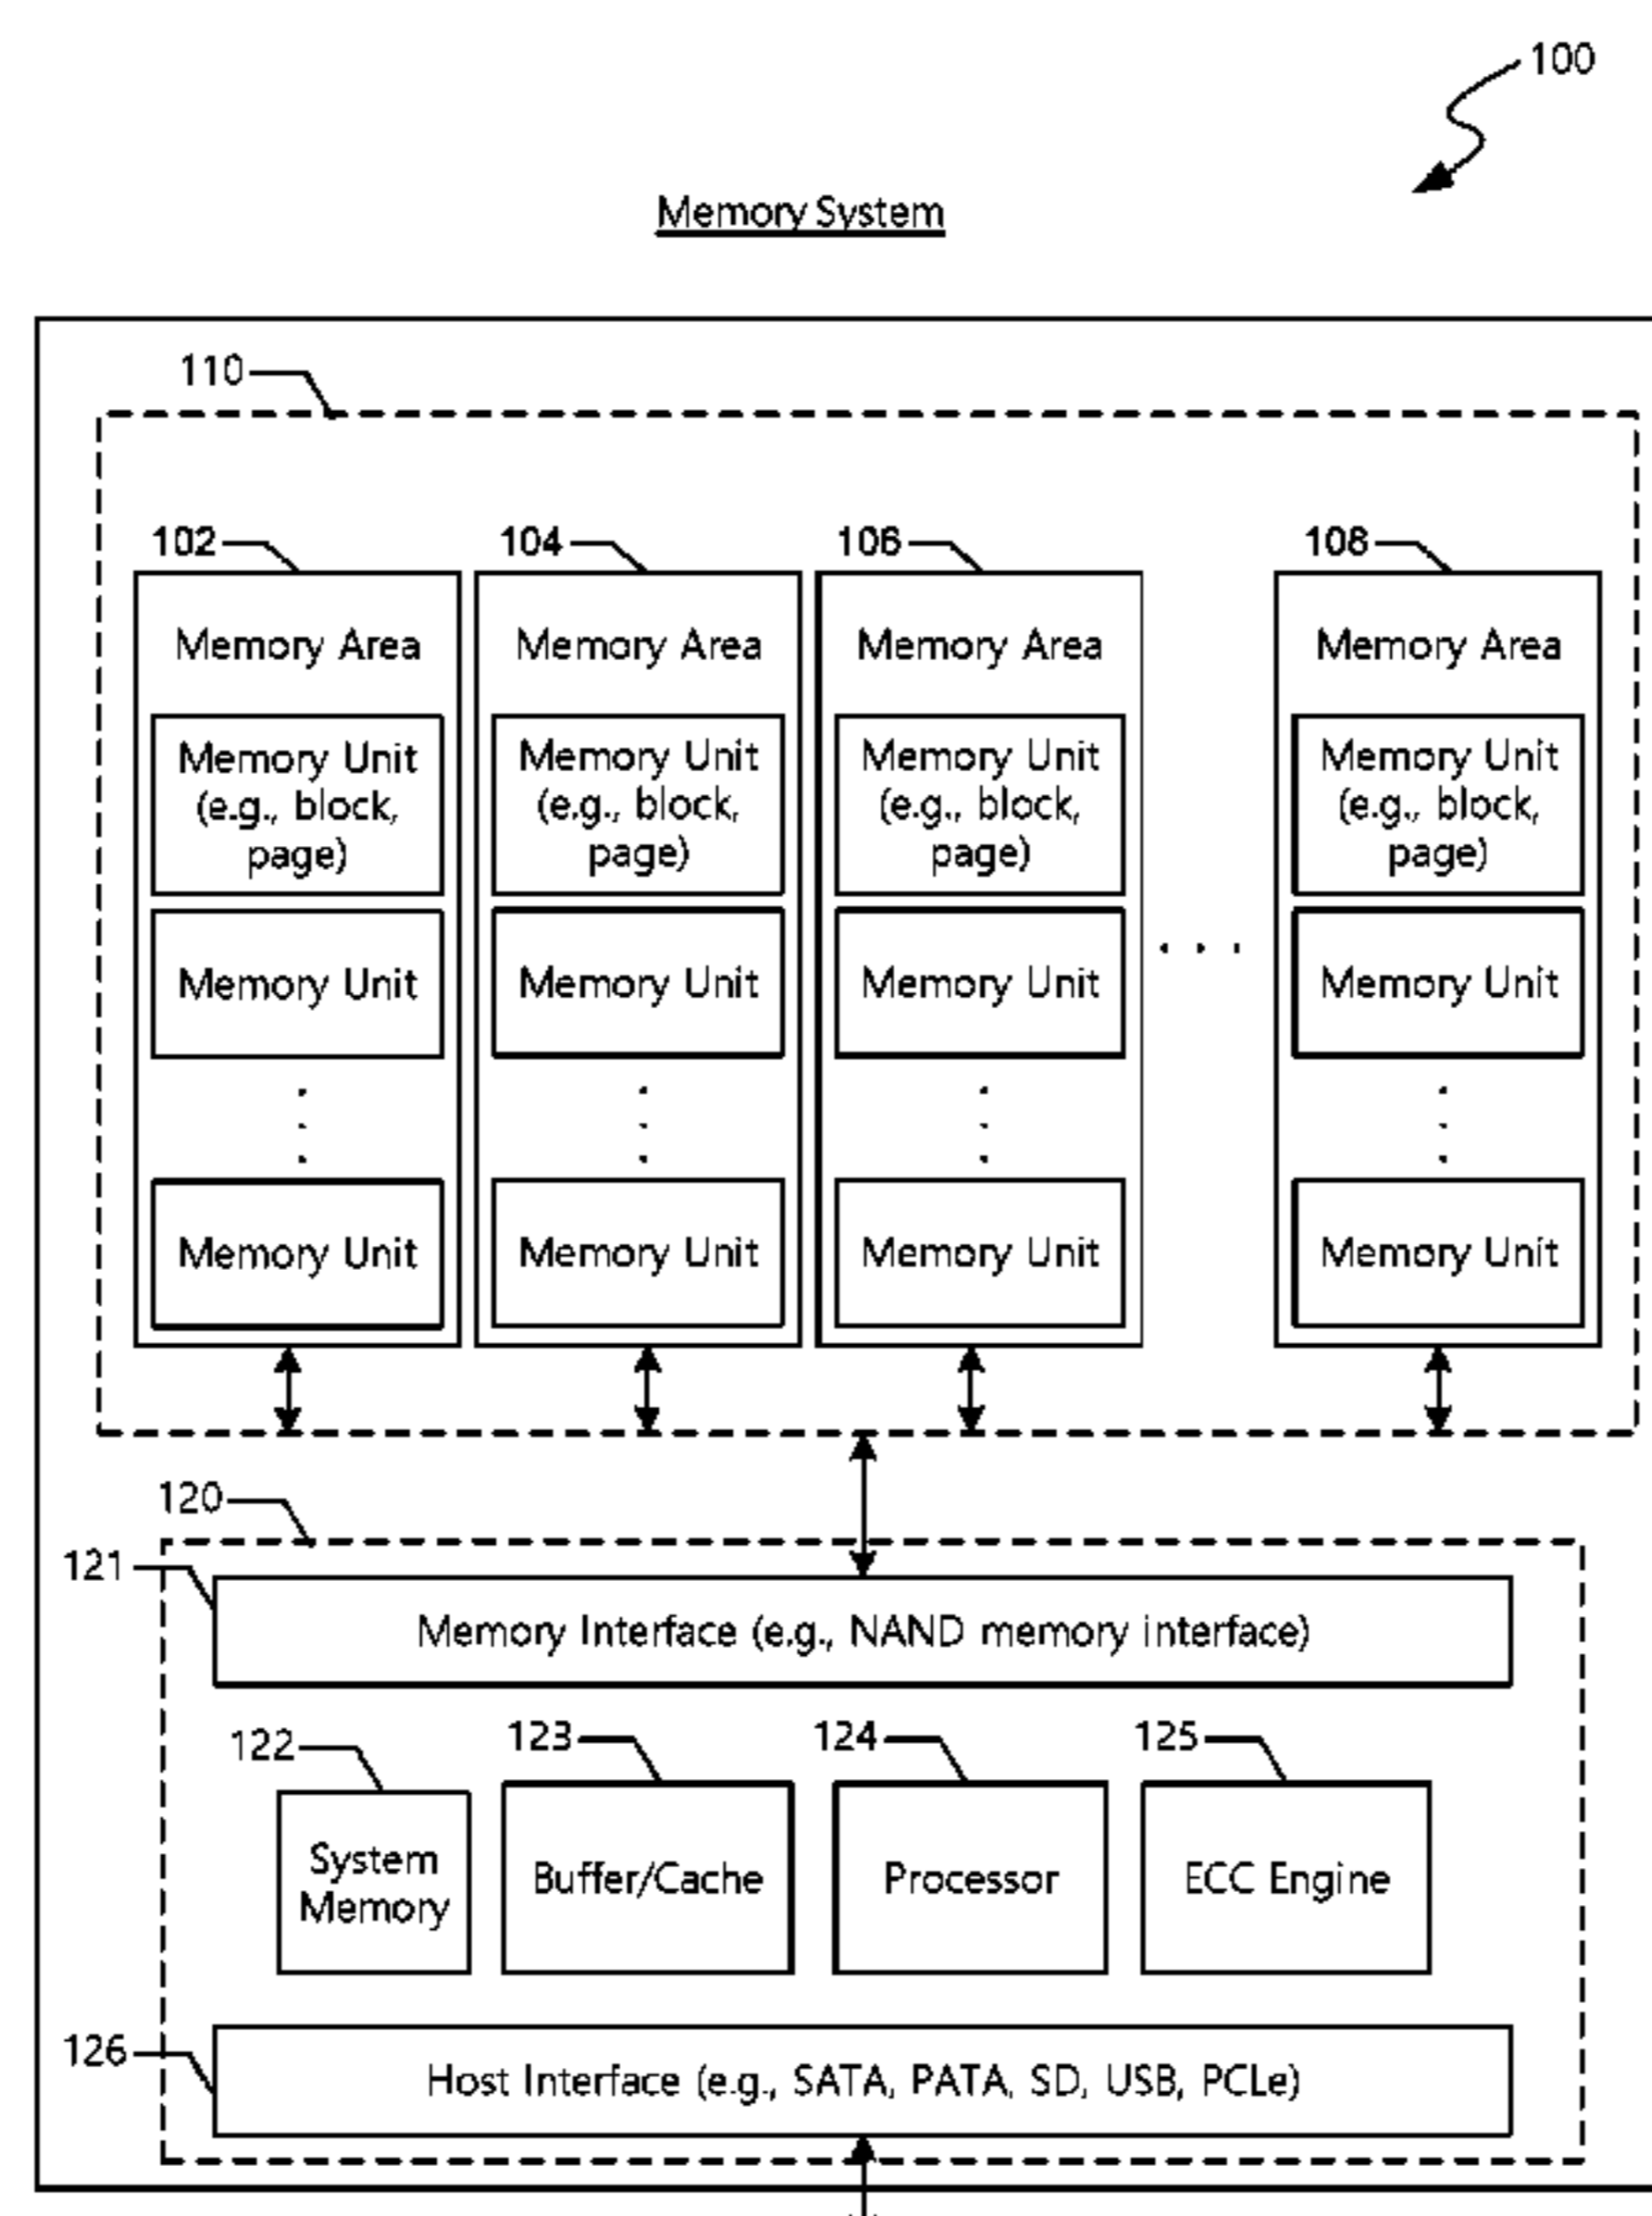 100
Memory System
110
102
104
106
108
Memory Area
Memory Area
Memory Area
Memory Area
Memory Unit
(e.g., block,
page)
Memory Unit
(e.g., block,
page)
Memory Unit
(e.g., block,
page)
Memory Unit
(e.g., block,
page)
Memory Unit
Memory Unit
Memory Unit
. . .
Memory Unit
Memory Unit
Memory Unit
Memory Unit
Memory Unit
120
121
Memory Interface (e.g., NAND memory interface)
122
123
124
125
System
Memory
Buffer/Cache
Processor
ECC Engine
126
Host Interface (e.g., SATA, PATA, SD, USB, PCLe)